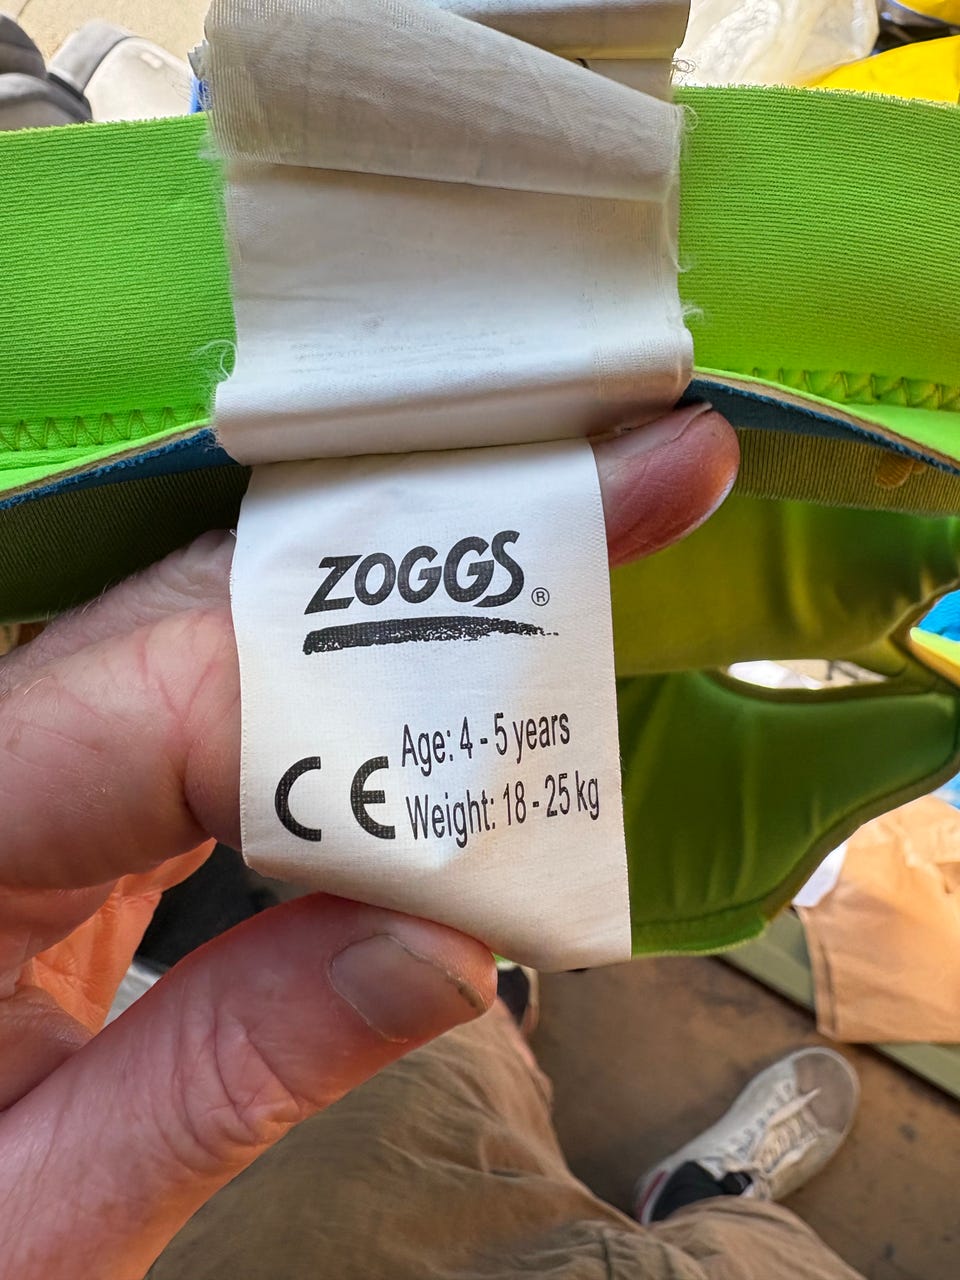 ZOGGS®
CE
Age: 4 - 5 years
Weight: 18 - 25 kg